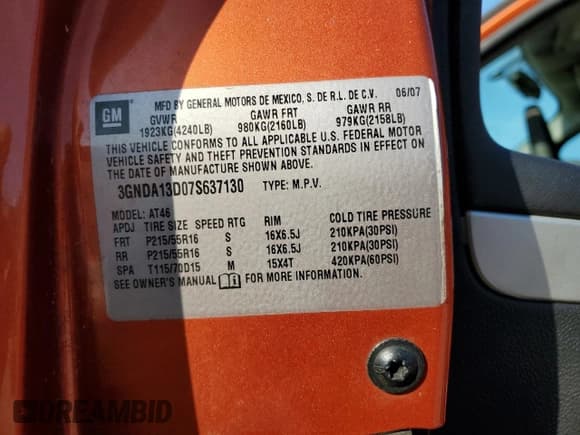 GM
MFD BY GENERAL MOTORS DE MEXICO, S. DE R.L. DE C.V. 06/07
GVWR GAWR FRT GAWR RR
1923KG(4240LB) 980KG(2160LB) 979KG(2158LB)
THIS VEHICLE CONFORMS TO ALL APPLICABLE U.S. FEDERAL MOTOR
VEHICLE SAFETY AND THEFT PREVENTION STANDARDS IN EFFECT ON
THE DATE OF MANUFACTURE SHOWN ABOVE.
3GNDA13D07S637130 TYPE: M.P.V.
MODEL: AT46
APDJ TIRE SIZE SPEED RTG RIM COLD TIRE PRESSURE
FRT P215/55R16 S 16X6.5J 210KPA(30PSI)
RR P215/55R16 S 16X6.5J 210KPA(30PSI)
SPA T115/70D15 M 15X4T 420KPA(60PSI)
SEE OWNER'S MANUAL FOR MORE INFORMATION.
DREAMBID